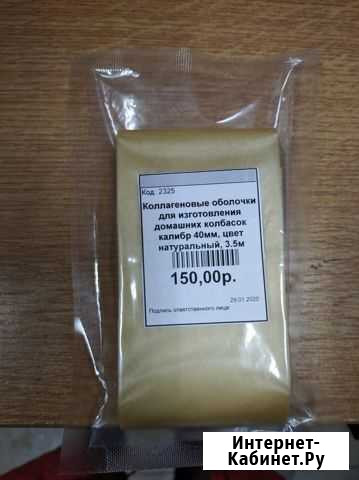 Код 2325
Коллагеновые оболочки
для изготовления
домашних колбасок
калибр 40мм, цвет
натуральный, 3.5м
150,00р.
29.01.2020
Подпись ответственного лица
Интернет-
Кабинет.Ру